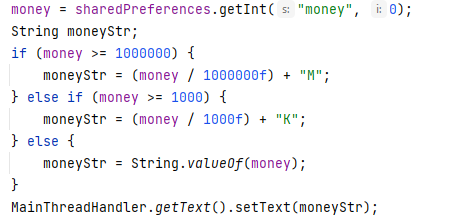 money = sharedPreferences.getInt( s: "money", i: 0);
String moneyStr;
if (money >= 1000000) {
    moneyStr = (money / 1000000f) + "M";
} else if (money >= 1000) {
    moneyStr = (money / 1000f) + "K";
} else {
    moneyStr = String.valueOf(money);
}
MainThreadHandler.getText().setText(moneyStr);